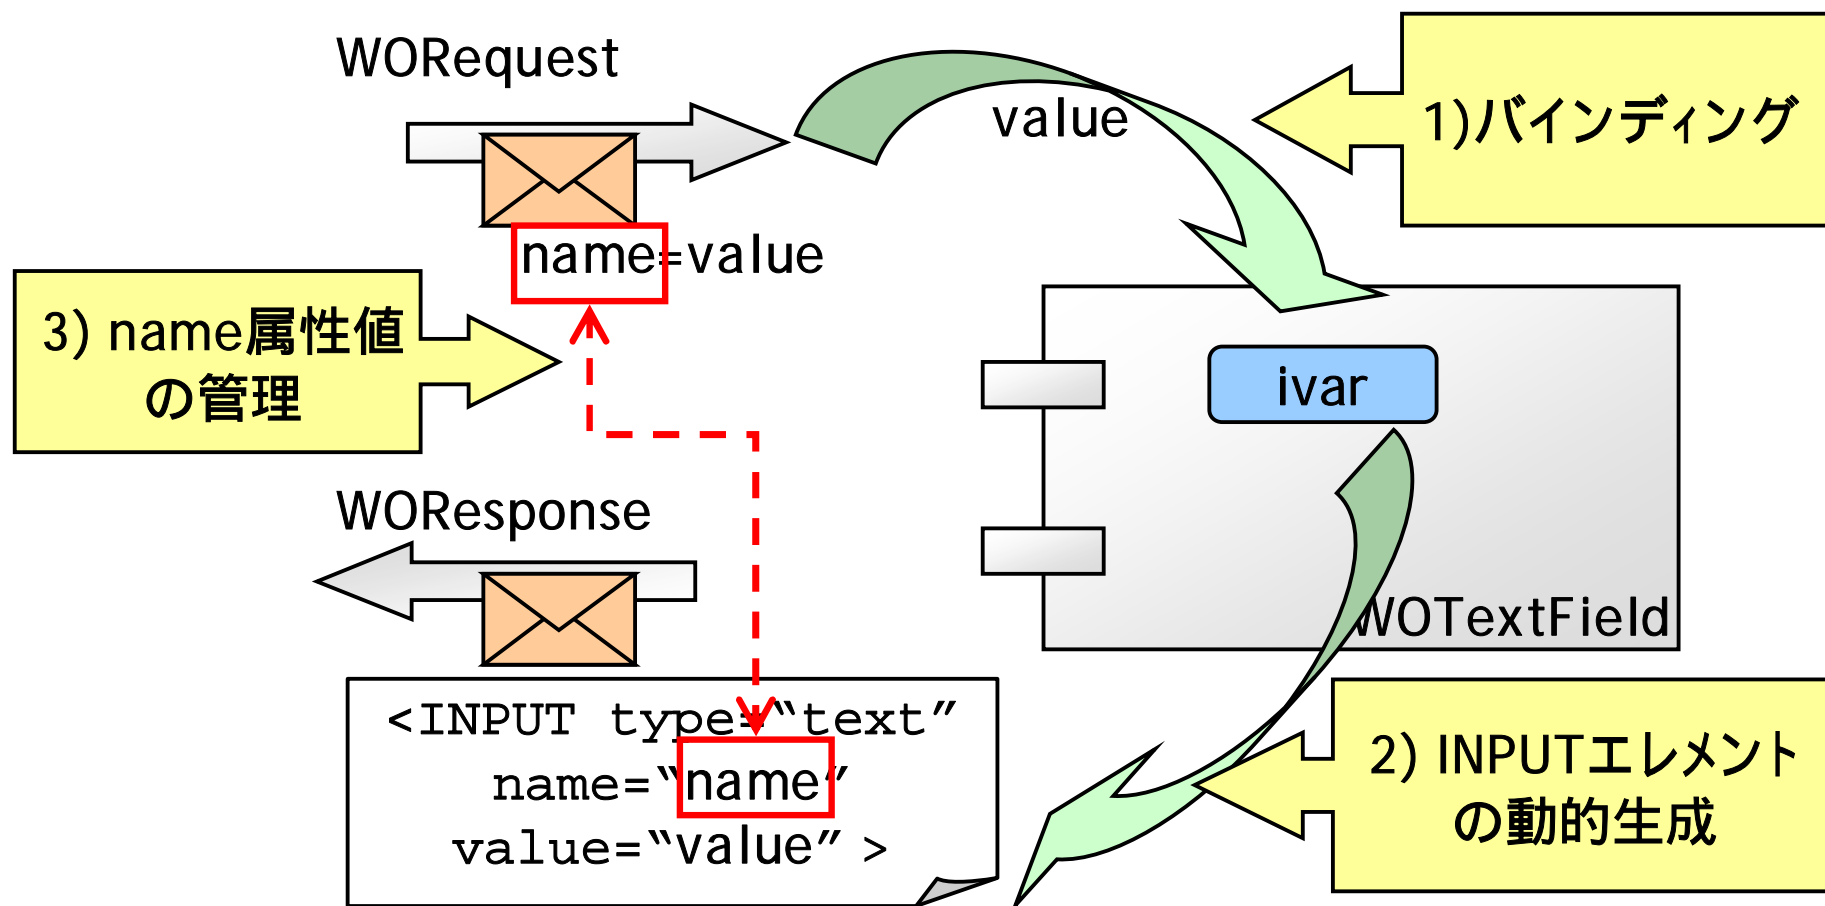 WORequest
value
1)バインディング
name=value
3) name属性値
の管理
ivar
WOResponse
WOTextField
<INPUT type=“text”
name=“name”
value=“value” >
2) INPUTエレメント
の動的生成